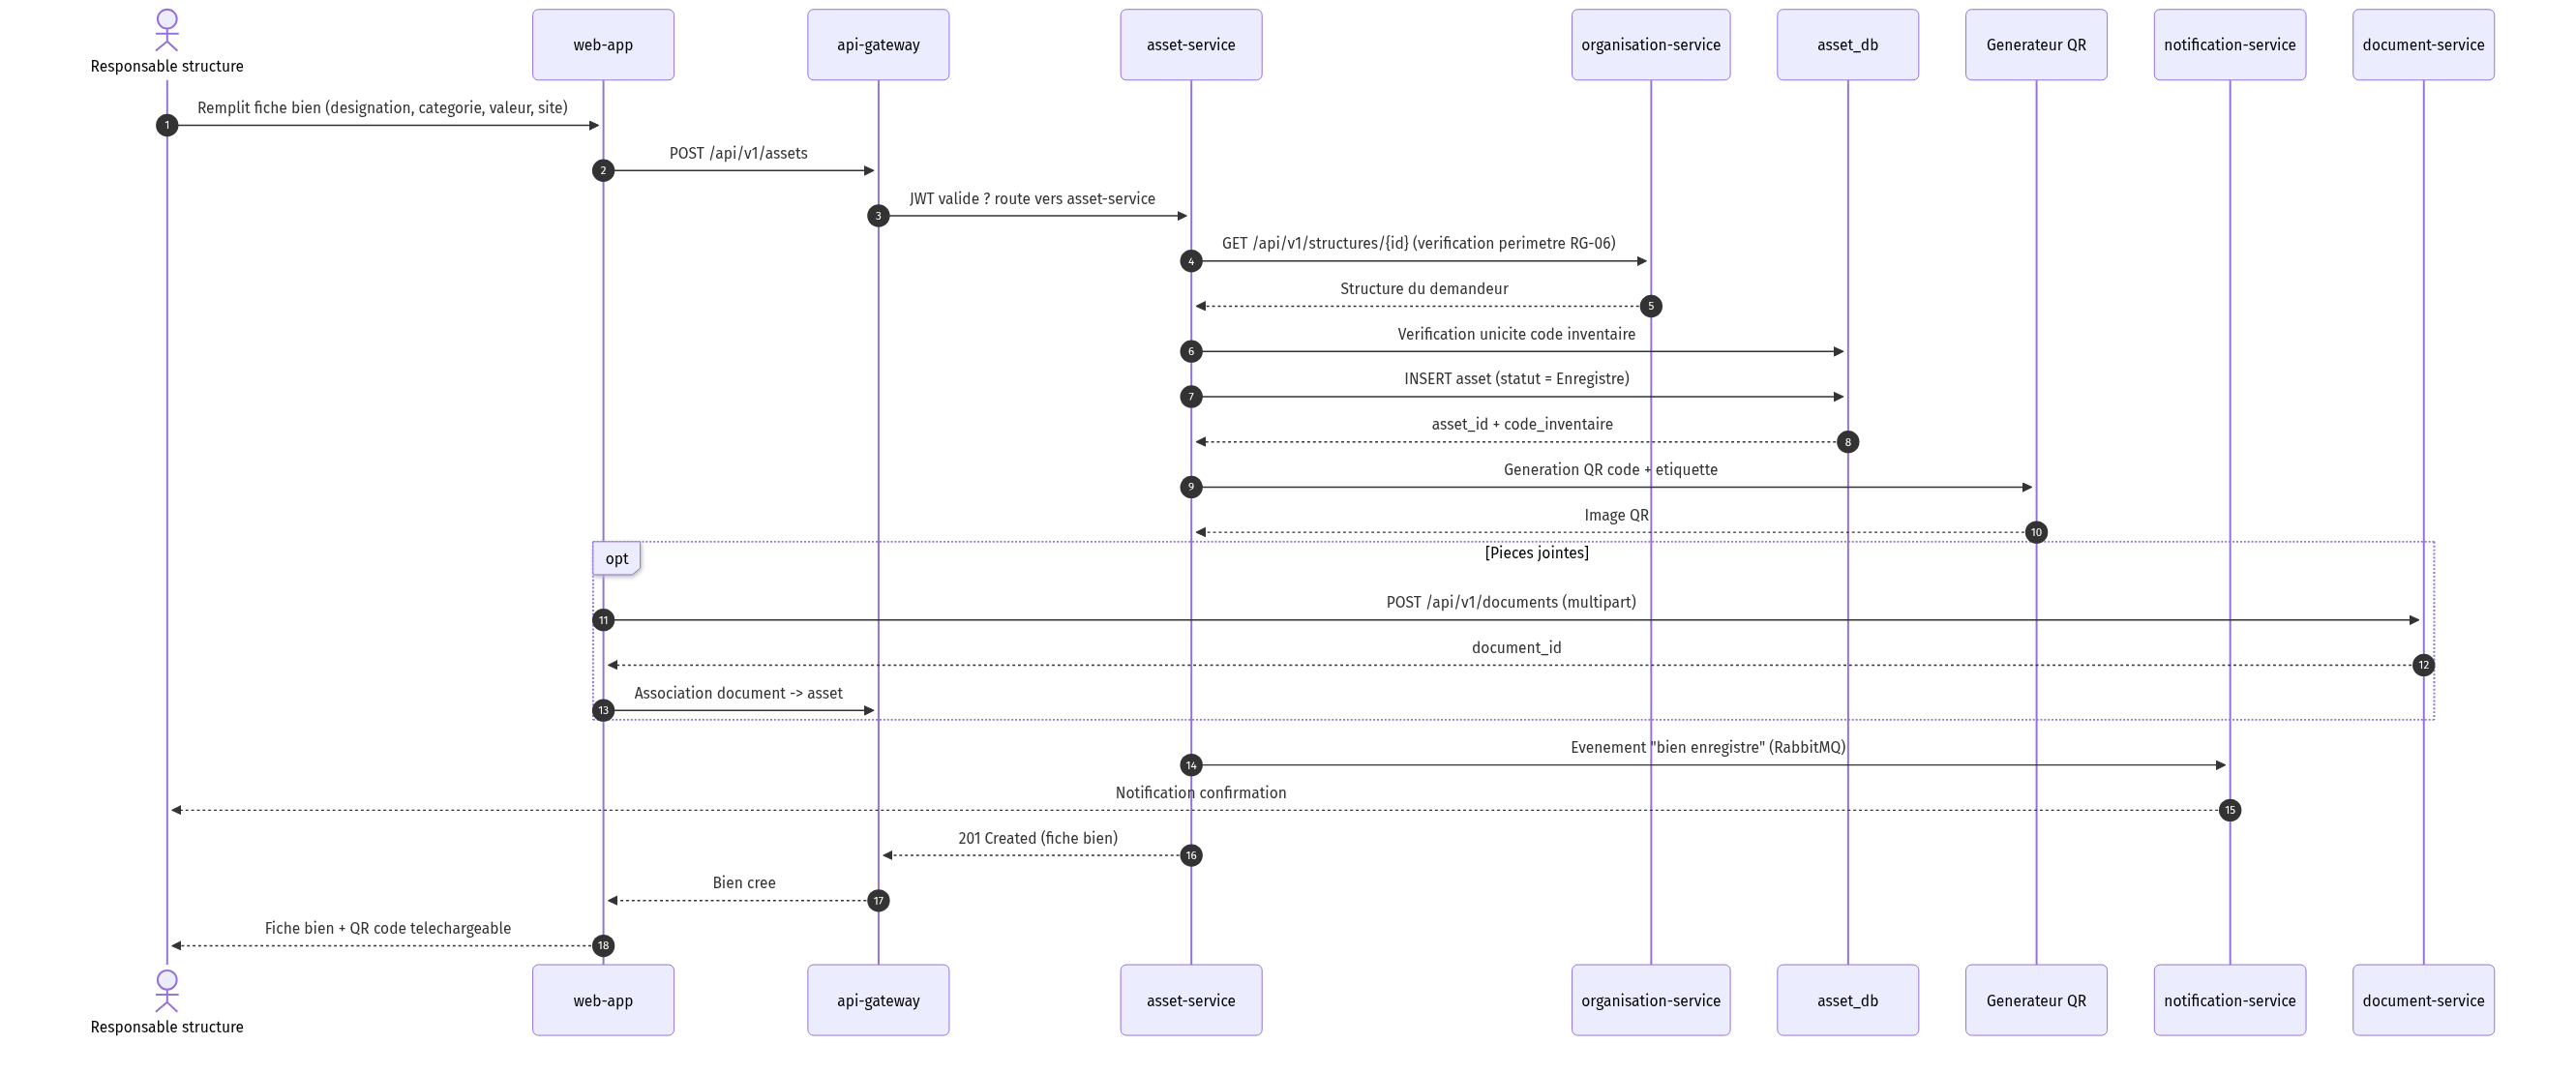 Responsable structure
web-app
api-gateway
asset-service
organisation-service
asset_db
Generateur QR
notification-service
document-service
Remplit fiche bien (designation, categorie, valeur, site)
1
POST /api/v1/assets
2
JWT valide ? route vers asset-service
3
GET /api/v1/structures/{id} (verification perimetre RG-06)
4
Structure du demandeur
5
Verification unicite code inventaire
6
INSERT asset (statut = Enregistre)
7
asset_id + code_inventaire
8
Generation QR code + etiquette
9
Image QR
10
opt
[Pieces jointes]
POST /api/v1/documents (multipart)
11
document_id
12
Association document -> asset
13
Evenement "bien enregistre" (RabbitMQ)
14
Notification confirmation
15
201 Created (fiche bien)
16
Bien cree
17
Fiche bien + QR code telechargeable
18
Responsable structure
web-app
api-gateway
asset-service
organisation-service
asset_db
Generateur QR
notification-service
document-service